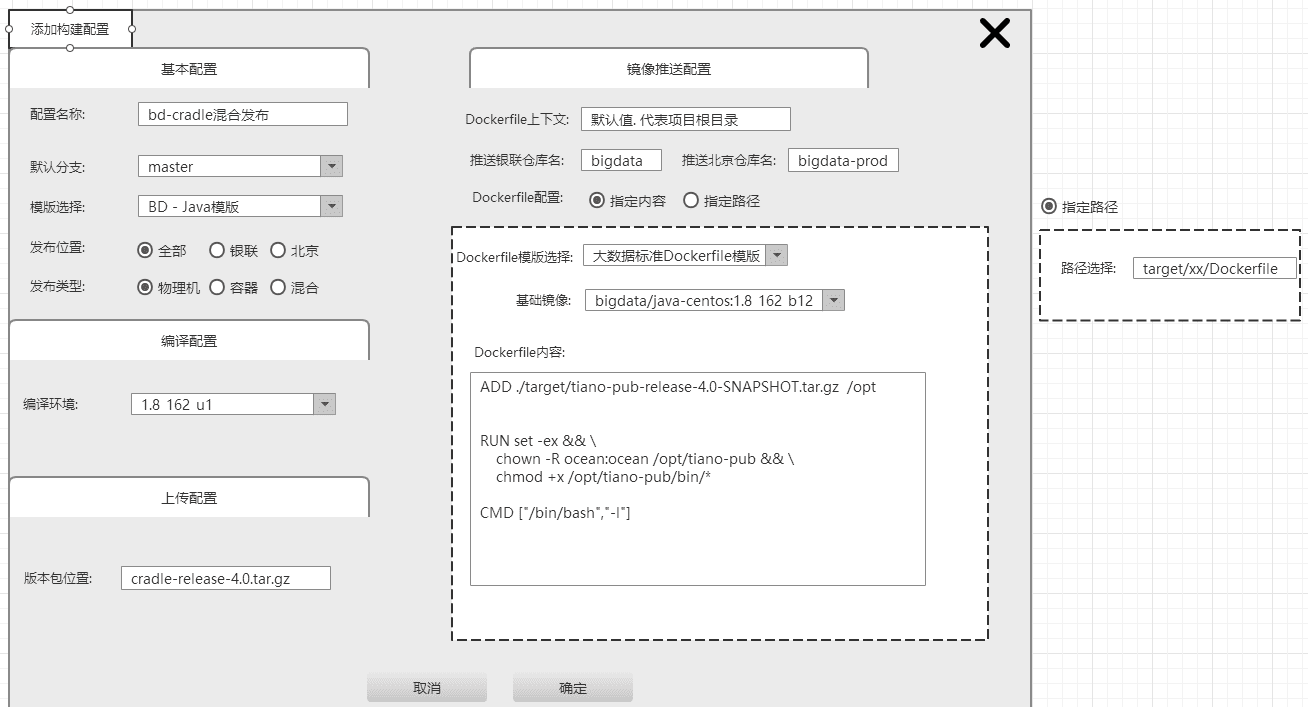 添加构建配置
基本配置
配置名称: bd-cradle混合发布
默认分支: master
模版选择: BD - Java模版
发布位置: 全部 银联 北京
发布类型: 物理机 容器 混合
编译配置
编译环境: 1.8 162 u1
上传配置
版本包位置: cradle-release-4.0.tar.gz
镜像推送配置
Dockerfile上下文: 默认值. 代表项目根目录
推送银联仓库名: bigdata 推送北京仓库名: bigdata-prod
Dockerfile配置: 指定内容 指定路径
Dockerfile模版选择: 大数据标准Dockerfile模版
基础镜像: bigdata/java-centos:1.8 162 b12
Dockerfile内容:
ADD ./target/tiano-pub-release-4.0-SNAPSHOT.tar.gz /opt
RUN set -ex && \
chown -R ocean:ocean /opt/tiano-pub && \
chmod +x /opt/tiano-pub/bin/*
CMD ["/bin/bash","-l"]
取消 确定
指定路径
路径选择: target/xx/Dockerfile